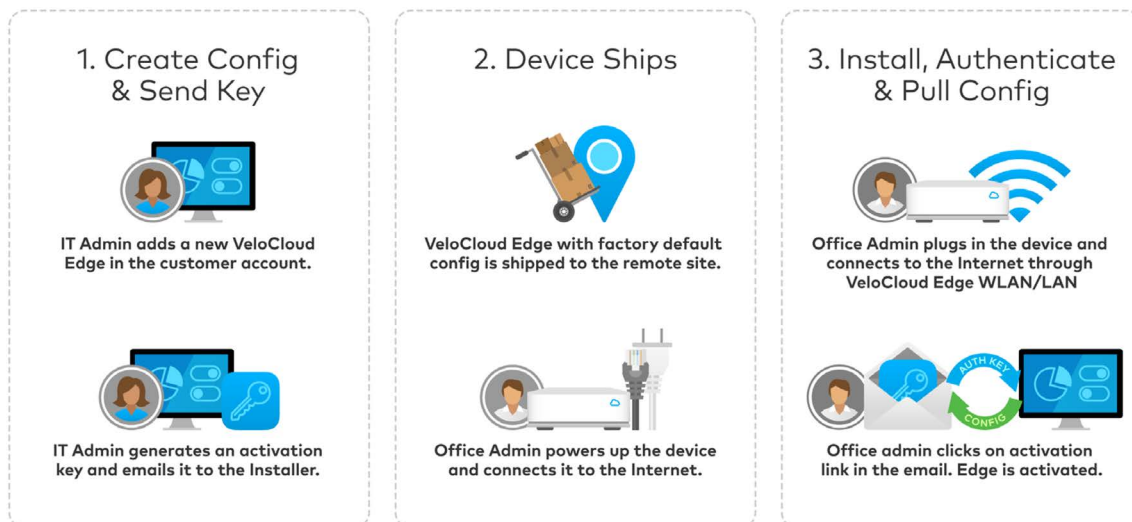 1. Create Config
& Send Key
IT Admin adds a new VeloCloud
Edge in the customer account.
IT Admin generates an activation
key and emails it to the Installer.
2. Device Ships
VeloCloud Edge with factory default
config is shipped to the remote site.
Office Admin powers up the device
and connects it to the Internet.
3. Install, Authenticate
& Pull Config
Office Admin plugs in the device and
connects to the Internet through
VeloCloud Edge WLAN/LAN
AUTH KEY
CONFIG
Office admin clicks on activation
link in the email. Edge is activated.